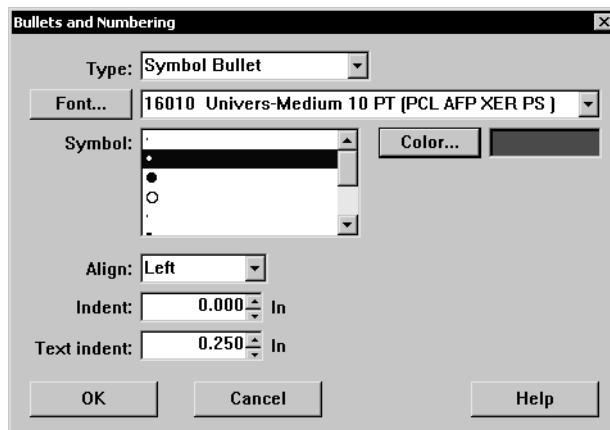 Bullets and Numbering
Type: Symbol Bullet
Font... 16010 Univers-Medium 10 PT (PCL AFP XER PS )
Symbol: Color...
Align: Left
Indent: 0.000 In
Text indent: 0.250 In
OK Cancel Help